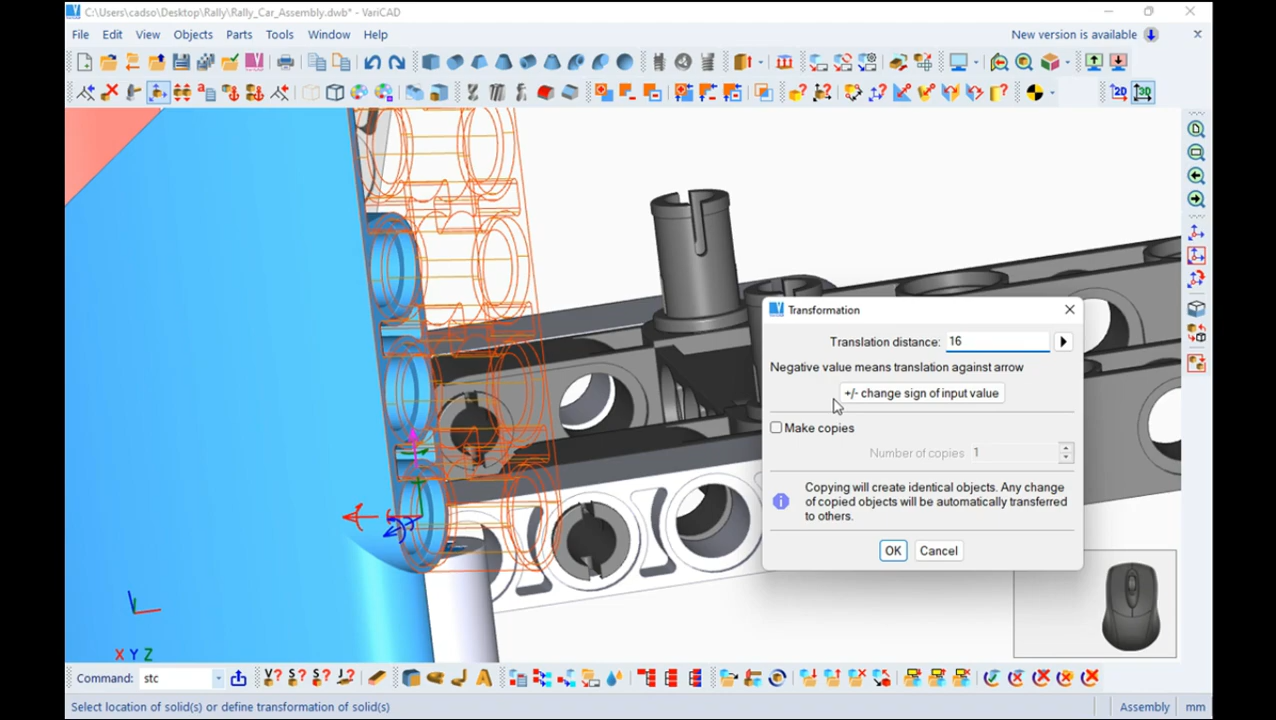 C:\Users\cadso\Desktop\Rally\Rally_Car_Assembly.dwb* - VariCAD
File Edit View Objects Parts Tools Window Help
New version is available
2D 3D
Transformation
Translation distance: 16
Negative value means translation against arrow
+/- change sign of input value
Make copies
Number of copies 1
Copying will create identical objects. Any change
of copied objects will be automatically transferred
to others.
OK Cancel
X Y Z
Command: stc
V? S? S? J?
Select location of solid(s) or define transformation of solid(s)
Assembly mm